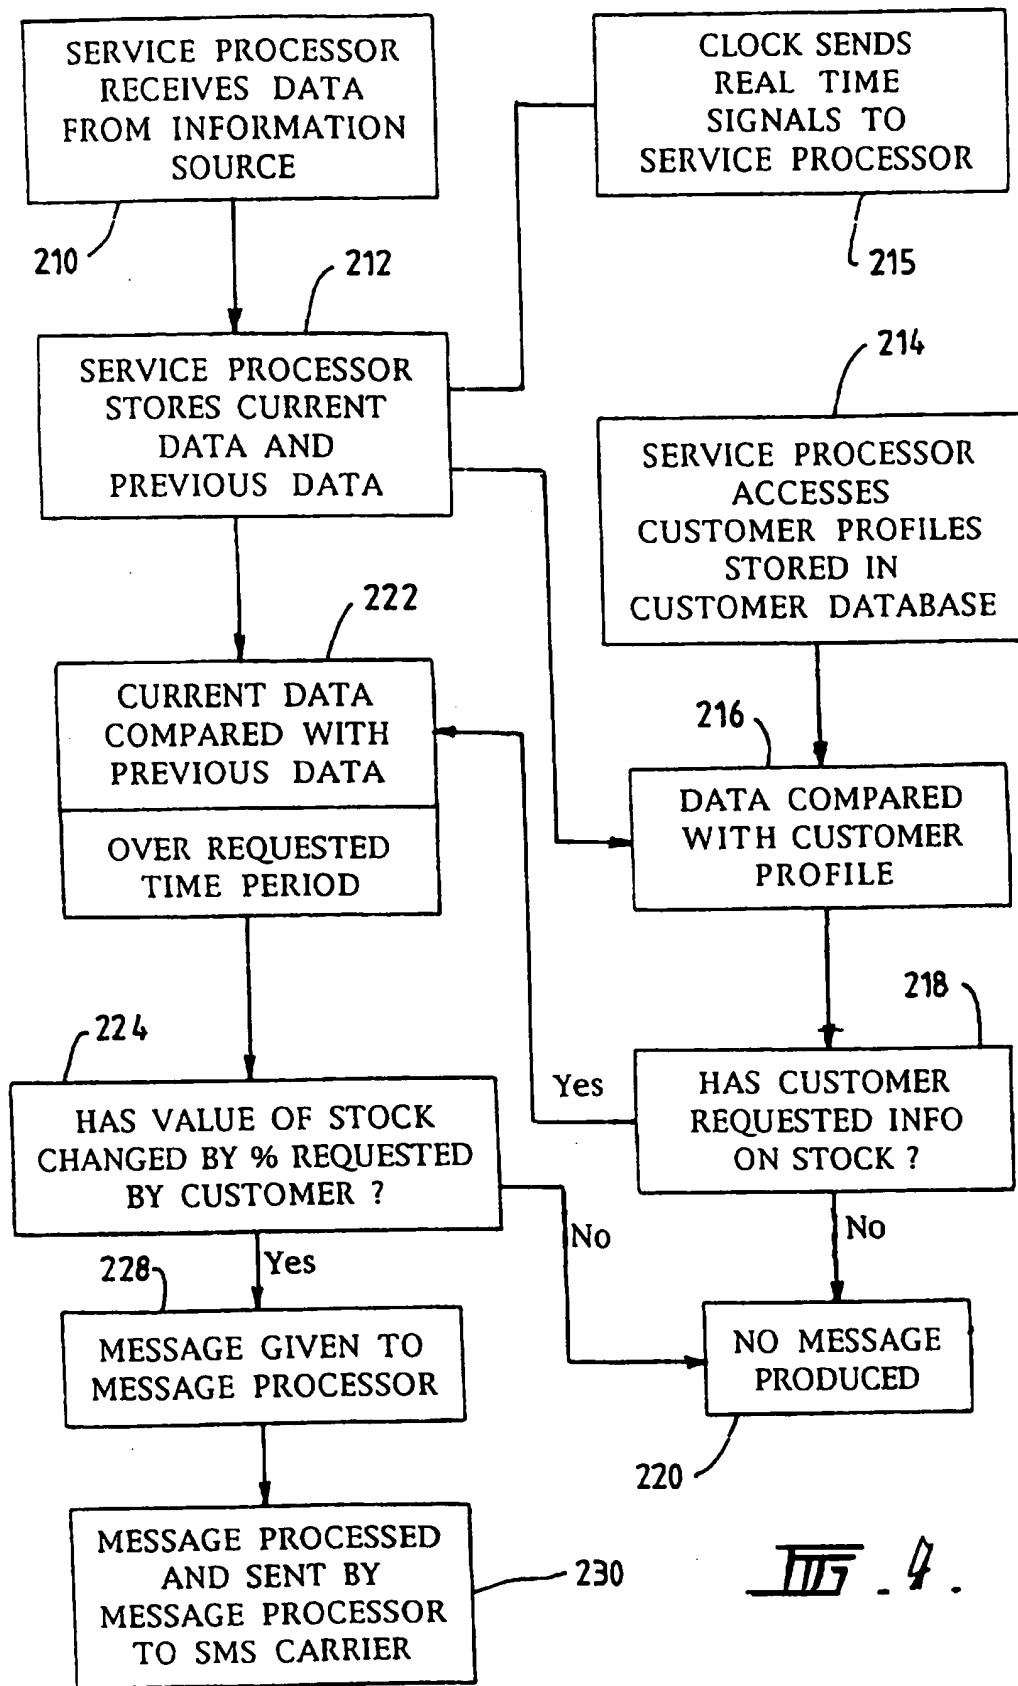 SERVICE PROCESSOR
RECEIVES DATA
FROM INFORMATION
SOURCE
210
CLOCK SENDS
REAL TIME
SIGNALS TO
SERVICE PROCESSOR
215
212
SERVICE PROCESSOR
STORES CURRENT
DATA AND
PREVIOUS DATA
214
SERVICE PROCESSOR
ACCESSES
CUSTOMER PROFILES
STORED IN
CUSTOMER DATABASE
222
CURRENT DATA
COMPARED WITH
PREVIOUS DATA
OVER REQUESTED
TIME PERIOD
216
DATA COMPARED
WITH CUSTOMER
PROFILE
218
HAS CUSTOMER
REQUESTED INFO
ON STOCK ?
Yes
No
224
HAS VALUE OF STOCK
CHANGED BY % REQUESTED
BY CUSTOMER ?
No
Yes
228
MESSAGE GIVEN TO
MESSAGE PROCESSOR
NO MESSAGE
PRODUCED
220
MESSAGE PROCESSED
AND SENT BY
MESSAGE PROCESSOR
TO SMS CARRIER
230
FIG - 4.